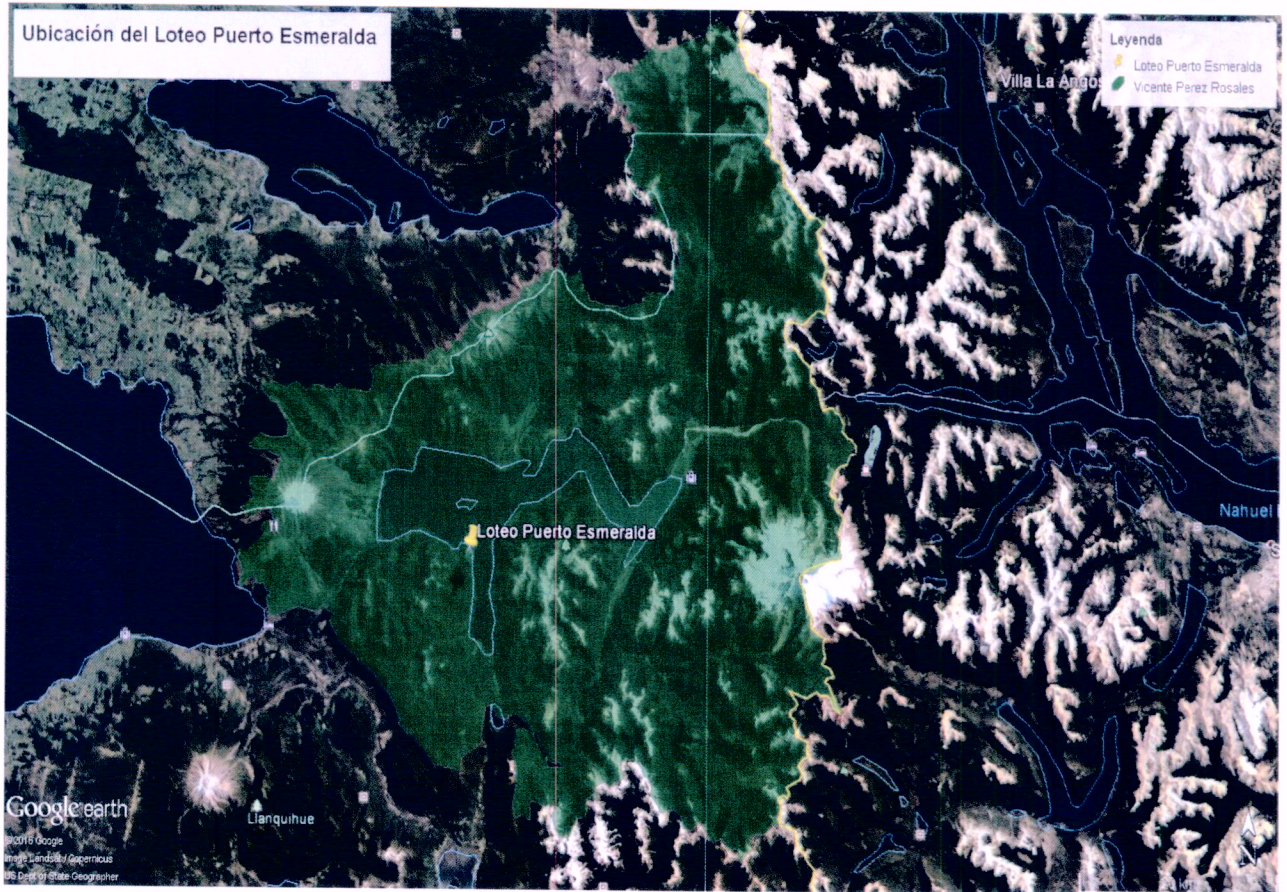 Ubicación del Loteo Puerto Esmeralda
Leyenda
Loteo Puerto Esmeralda
Vicente Perez Rosales
Villa La Angos
Nahuel
Loteo Puerto Esmeralda
Llanquihue
Google earth
©2016 Google
Image Landsat / Copernicus
US Dept of State Geographer
N